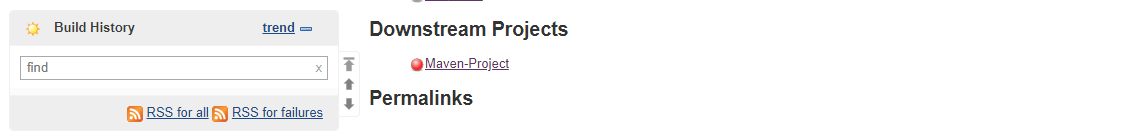 Build History trend
find x
RSS for all RSS for failures
Downstream Projects
Maven-Project
Permalinks